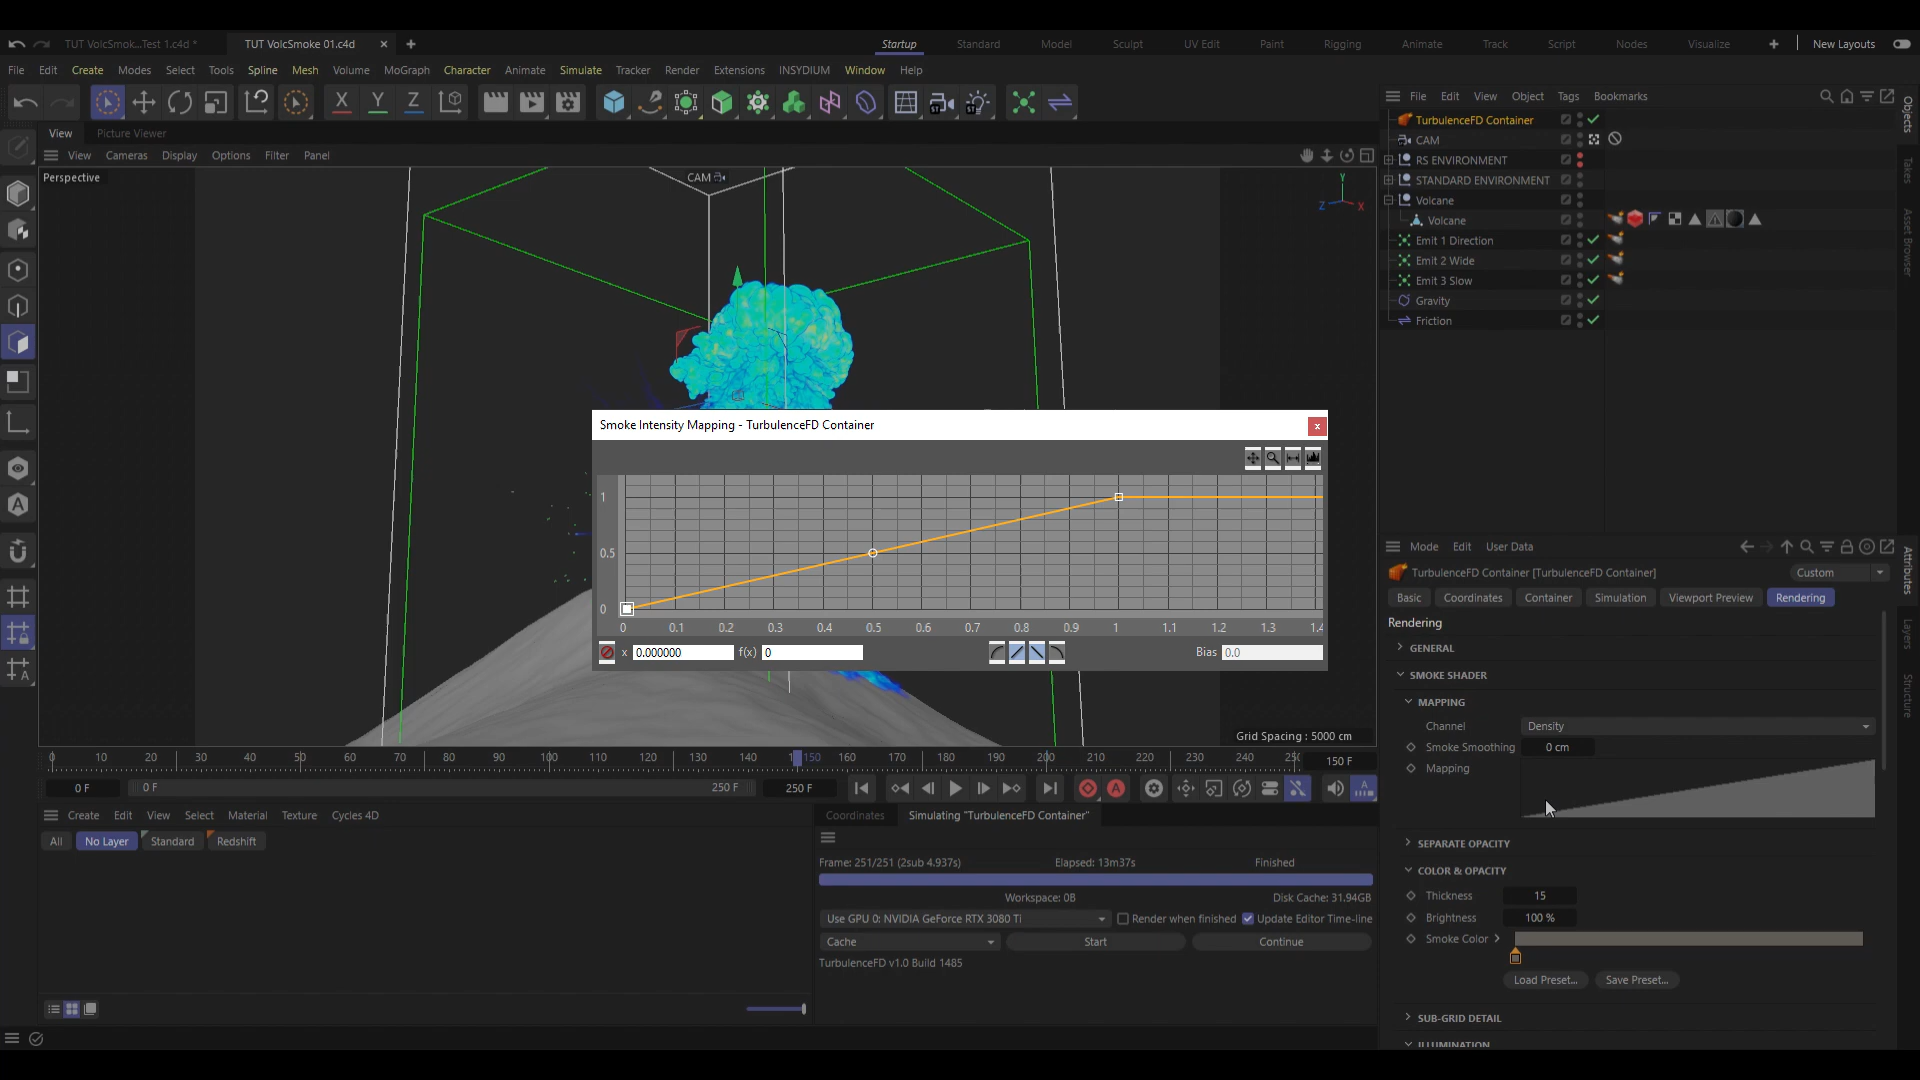 TUT VolcSmok...Test 1.c4d *
TUT VolcSmoke 01.c4d
Startup
Standard
Model
Sculpt
UV Edit
Paint
Rigging
Animate
Track
Script
Nodes
Visualize
New Layouts
File Edit Create Modes Select Tools Spline Mesh Volume MoGraph Character Animate Simulate Tracker Render Extensions INSYDIUM Window Help
X Y Z
File Edit View Object Tags Bookmarks
View
Picture Viewer
View Cameras Display Options Filter Panel
Perspective
CAM
Y
Z
X
TurbulenceFD Container
CAM
RS ENVIRONMENT
STANDARD ENVIRONMENT
Volcane
Volcane
Emit 1 Direction
Emit 2 Wide
Emit 3 Slow
Gravity
Friction
Objects
Takes
Asset Browser
Smoke Intensity Mapping - TurbulenceFD Container
x
1
0.5
0
0 0.1 0.2 0.3 0.4 0.5 0.6 0.7 0.8 0.9 1 1.1 1.2 1.3 1.4
x 0.000000 f(x) 0
Bias 0.0
Grid Spacing : 5000 cm
Mode Edit User Data
TurbulenceFD Container [TurbulenceFD Container]
Custom
Basic Coordinates Container Simulation Viewport Preview Rendering
Rendering
GENERAL
SMOKE SHADER
MAPPING
Channel Density
Smoke Smoothing 0 cm
Mapping
SEPARATE OPACITY
COLOR & OPACITY
Thickness 15
Brightness 100 %
Smoke Color
Load Preset... Save Preset...
SUB-GRID DETAIL
ILLUMINATION
Attributes
Layers
Structure
0 10 20 30 40 50 60 70 80 90 100 110 120 130 140 150 160 170 180 190 200 210 220 230 240
150 F
0 F
0 F
250 F
250 F
Create Edit View Select Material Texture Cycles 4D
All No Layer Standard Redshift
Coordinates
Simulating "TurbulenceFD Container"
Frame: 251/251 (2sub 4.937s)
Elapsed: 13m37s
Finished
Workspace: 0B
Disk Cache: 31.94GB
Use GPU 0: NVIDIA GeForce RTX 3080 Ti
Render when finished
Update Editor Time-line
Cache
Start
Continue
TurbulenceFD v1.0 Build 1485